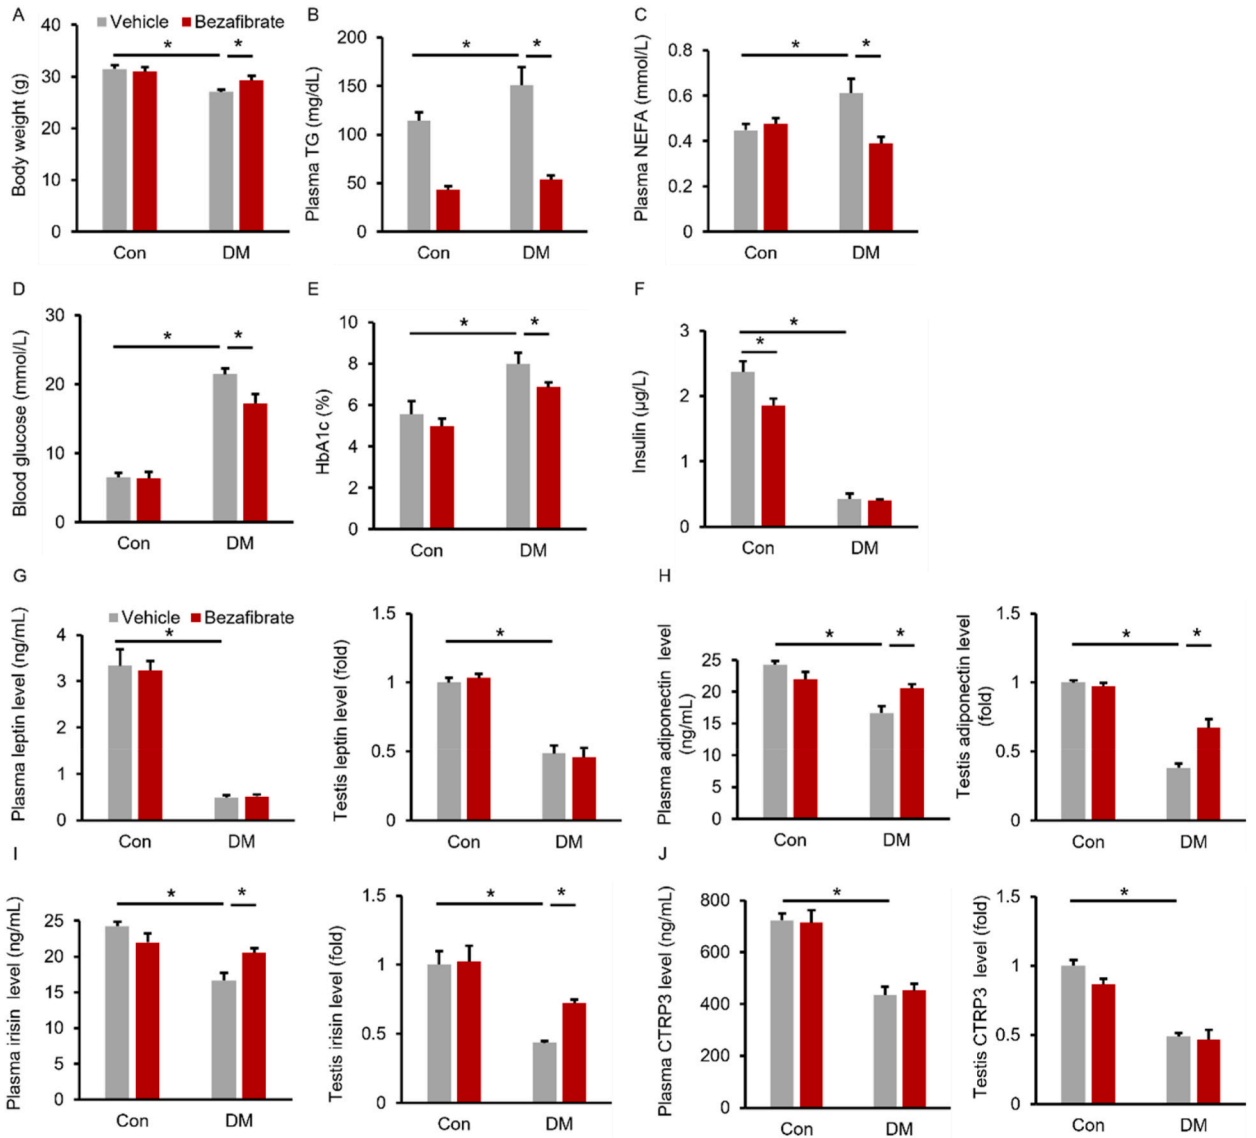 A
Vehicle Bezafibrate
Body weight (g)
40
30
20
10
0
* *
Con DM
B
Plasma TG (mg/dL)
200
150
100
50
0
* *
Con DM
C
Plasma NEFA (mmol/L)
0.8
0.6
0.4
0.2
0
* *
Con DM
D
Blood glucose (mmol/L)
30
20
10
0
* *
Con DM
E
HbA1c (%)
10
8
6
4
2
0
* *
Con DM
F
Insulin (µg/L)
3
2
1
0
*
*
Con DM
G
Vehicle Bezafibrate
Plasma leptin level (ng/mL)
4
3
2
1
0
*
Con DM
Testis leptin level (fold)
1.5
1
0.5
0
*
Con DM
H
Plasma adiponectin level
(ng/mL)
25
20
15
10
5
0
* *
Con DM
Testis adiponectin level
(fold)
1.5
1
0.5
0
* *
Con DM
I
Plasma irisin level (ng/mL)
25
20
15
10
5
0
* *
Con DM
Testis irisin level (fold)
1.5
1
0.5
0
* *
Con DM
J
Plasma CTRP3 level (ng/mL)
800
600
400
200
0
*
Con DM
Testis CTRP3 level (fold)
1.5
1
0.5
0
*
Con DM